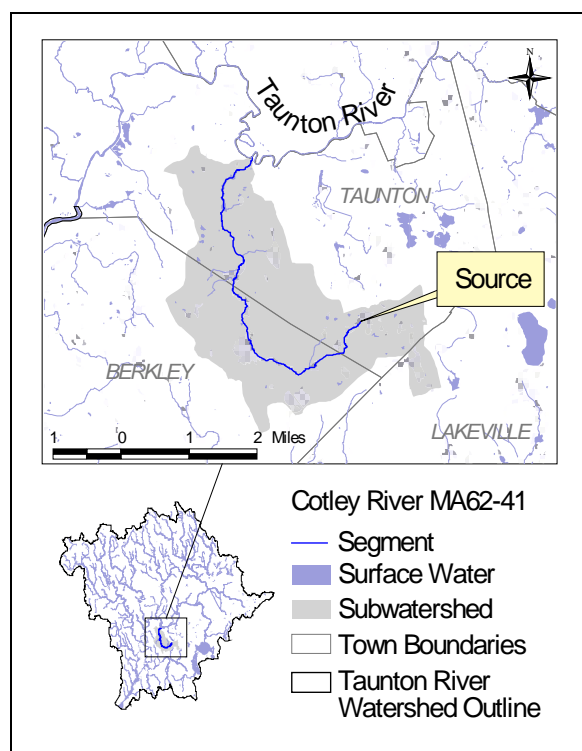 N
Taunton River
TAUNTON
Source
BERKLEY
LAKEVILLE
1 0 1 2 Miles
Cotley River MA62-41
Segment
Surface Water
Subwatershed
Town Boundaries
Taunton River
Watershed Outline